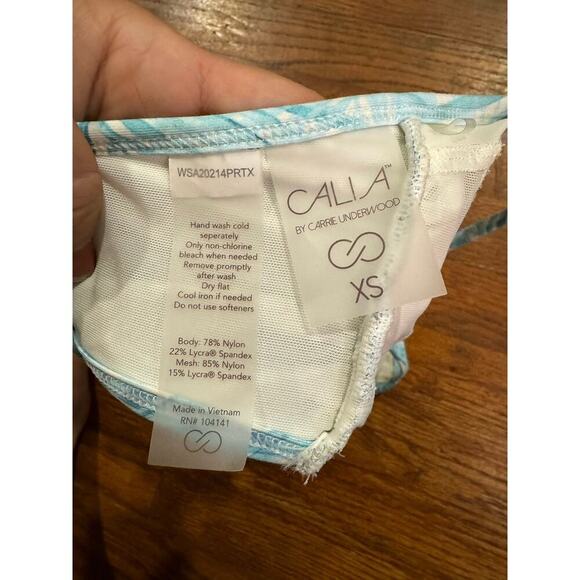 WSA20214PRTX
Hand wash cold
seperately
Only non-chlorine
bleach when needed
Remove promptly
after wash
Dry flat
Cool iron if needed
Do not use softeners
Body: 78% Nylon
22% Lycra® Spandex
Mesh: 85% Nylon
15% Lycra® Spandex
Made in Vietnam
RN# 104141
CALIA™
BY CARRIE UNDERWOOD
XS